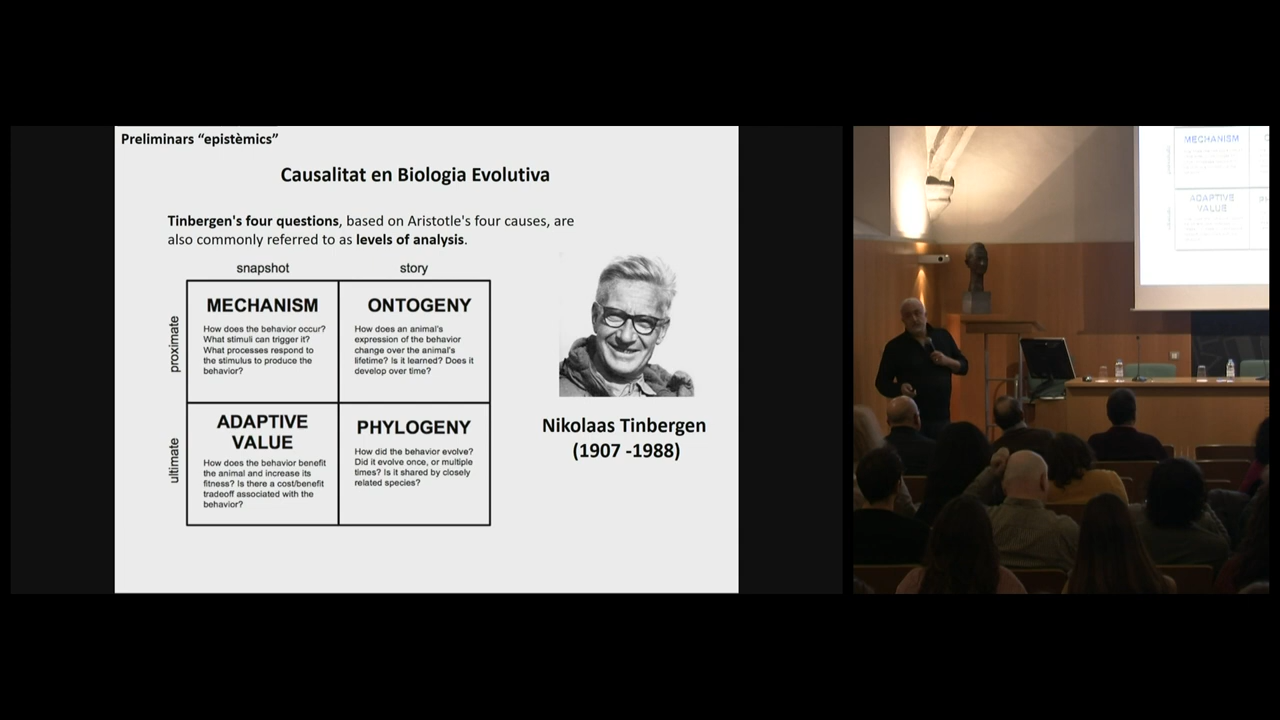 Preliminars “epistèmics”
Causalitat en Biologia Evolutiva
Tinbergen's four questions, based on Aristotle's four causes, are
also commonly referred to as levels of analysis.
snapshot
story
proximate
MECHANISM
How does the behavior occur?
What stimuli can trigger it?
What processes respond to
the stimulus to produce the
behavior?
ONTOGENY
How does an animal's
expression of the behavior
change over the animal's
lifetime? Is it learned? Does it
develop over time?
ultimate
ADAPTIVE
VALUE
How does the behavior benefit
the animal and increase its
fitness? Is there a cost/benefit
tradeoff associated with the
behavior?
PHYLOGENY
How did the behavior evolve?
Did it evolve once, or multiple
times? Is it shared by closely
related species?
Nikolaas Tinbergen
(1907 -1988)
MECHANISM
ADAPTIVE
VALUE